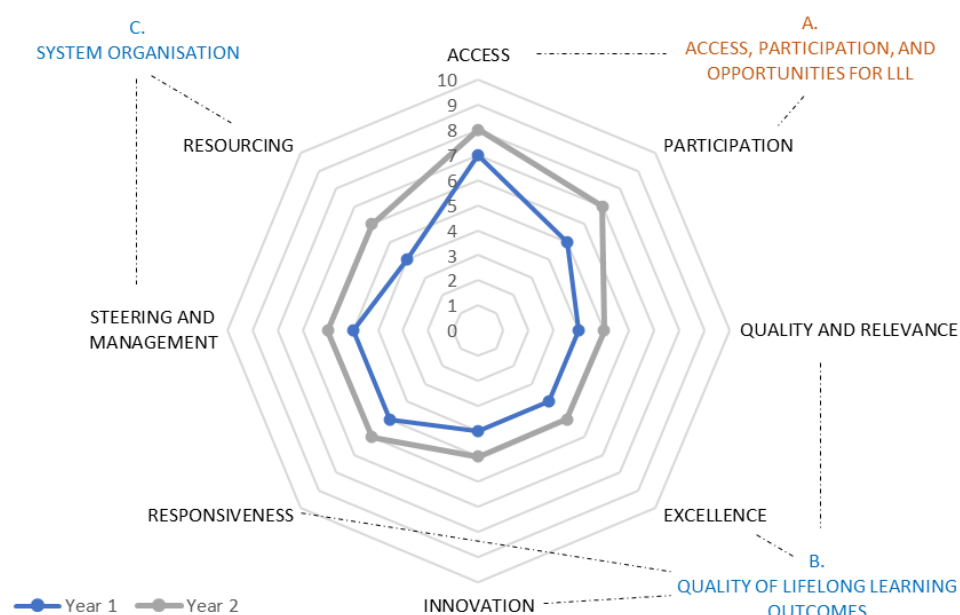 C.
SYSTEM ORGANISATION
A.
ACCESS, PARTICIPATION, AND
OPPORTUNITIES FOR LLL
ACCESS
10
9
8
7
6
5
4
3
2
1
0
RESOURCING
PARTICIPATION
STEERING AND
MANAGEMENT
QUALITY AND RELEVANCE
RESPONSIVENESS
EXCELLENCE
INNOVATION
B.
QUALITY OF LIFELONG LEARNING
OUTCOMES
Year 1
Year 2